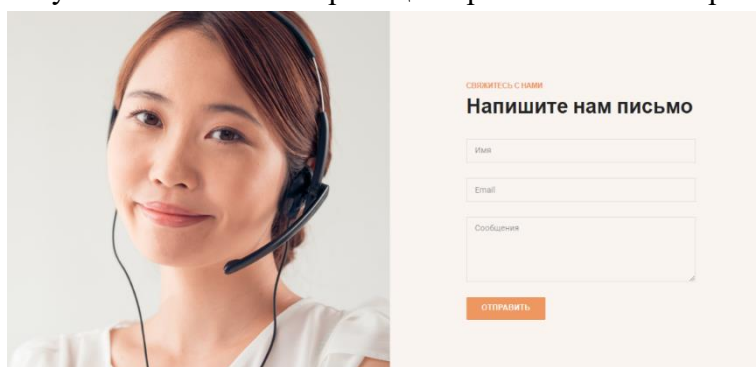 СВЯЖИТЕСЬ С НАМИ
Напишите нам письмо
Имя
Email
Сообщения
ОТПРАВИТЬ